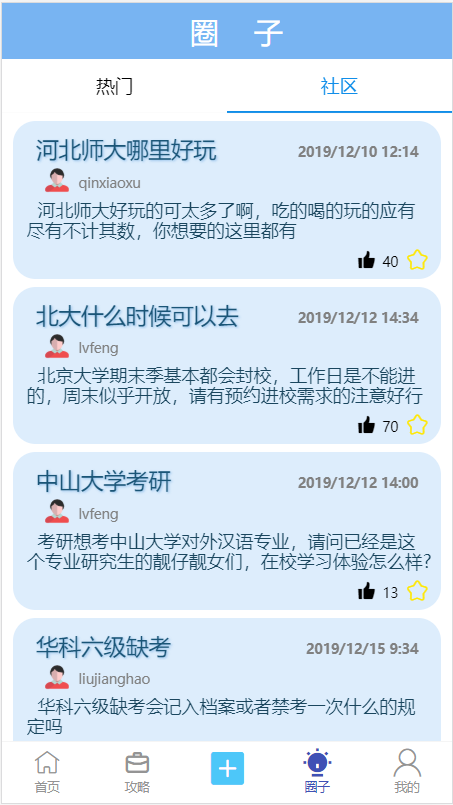 圈 子
热门 社区
河北师大哪里好玩 2019/12/10 12:14
qinxiaoxu
河北师大好玩的可太多了啊，吃的喝的玩的应有
尽有不计其数，你想要的这里都有
40
北大什么时候可以去 2019/12/12 14:34
lvfeng
北京大学期末季基本都会封校，工作日是不能进
的，周末似乎开放，请有预约进校需求的注意好行
70
中山大学考研 2019/12/12 14:00
lvfeng
考研想考中山大学对外汉语专业，请问已经是这
个专业研究生的靓仔靓女们，在校学习体验怎么样?
13
华科六级缺考 2019/12/15 9:34
liujianghao
华科六级缺考会记入档案或者禁考一次什么的规
定吗
首页 攻略 圈子 我的